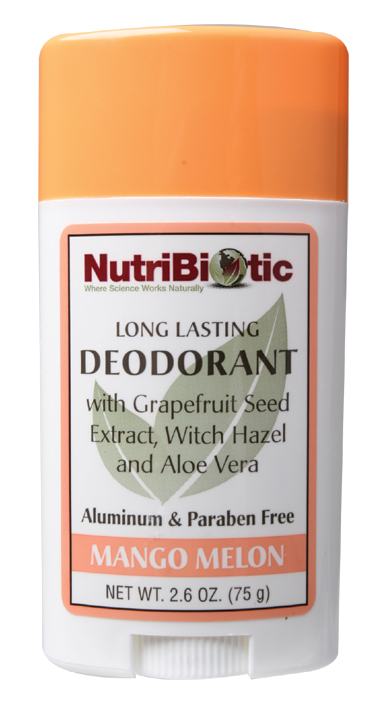 NutriBiotic
Where Science Works Naturally
LONG LASTING
DEODORANT
with Grapefruit Seed
Extract, Witch Hazel
and Aloe Vera
Aluminum & Paraben Free
MANGO MELON
NET WT. 2.6 OZ. (75 g)